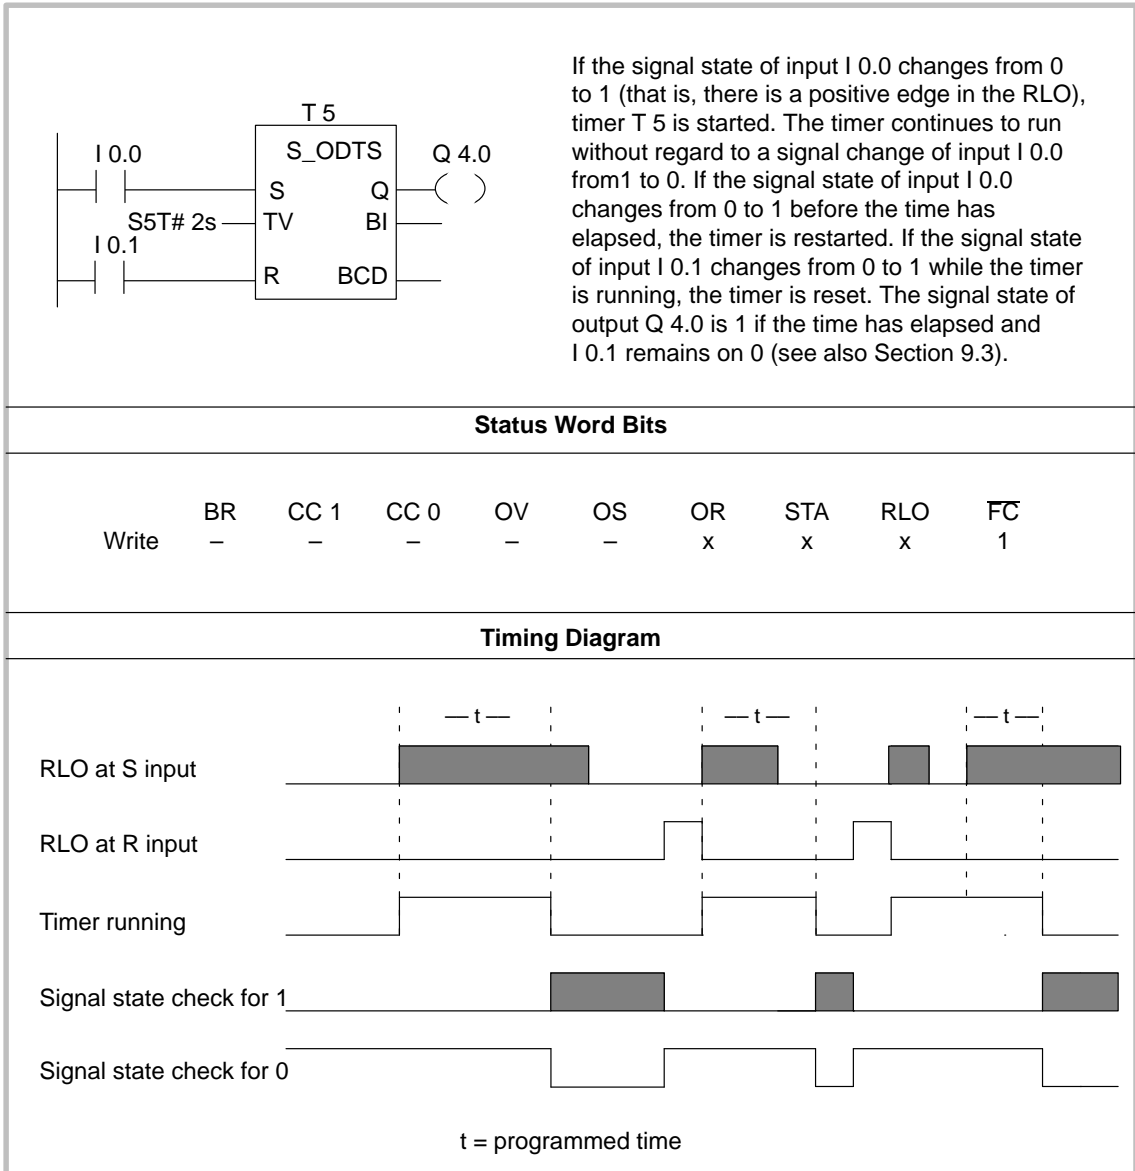 T 5
I 0.0
S_ODTS
Q 4.0
S
Q
S5T# 2s
TV
BI
I 0.1
R
BCD
If the signal state of input I 0.0 changes from 0
to 1 (that is, there is a positive edge in the RLO),
timer T 5 is started. The timer continues to run
without regard to a signal change of input I 0.0
from1 to 0. If the signal state of input I 0.0
changes from 0 to 1 before the time has
elapsed, the timer is restarted. If the signal state
of input I 0.1 changes from 0 to 1 while the timer
is running, the timer is reset. The signal state of
output Q 4.0 is 1 if the time has elapsed and
I 0.1 remains on 0 (see also Section 9.3).
Status Word Bits
BR CC 1 CC 0 OV OS OR STA RLO F̅C̅
Write – – – – – x x x 1
Timing Diagram
— t — — t — — t —
RLO at S input
RLO at R input
Timer running
Signal state check for 1
Signal state check for 0
t = programmed time